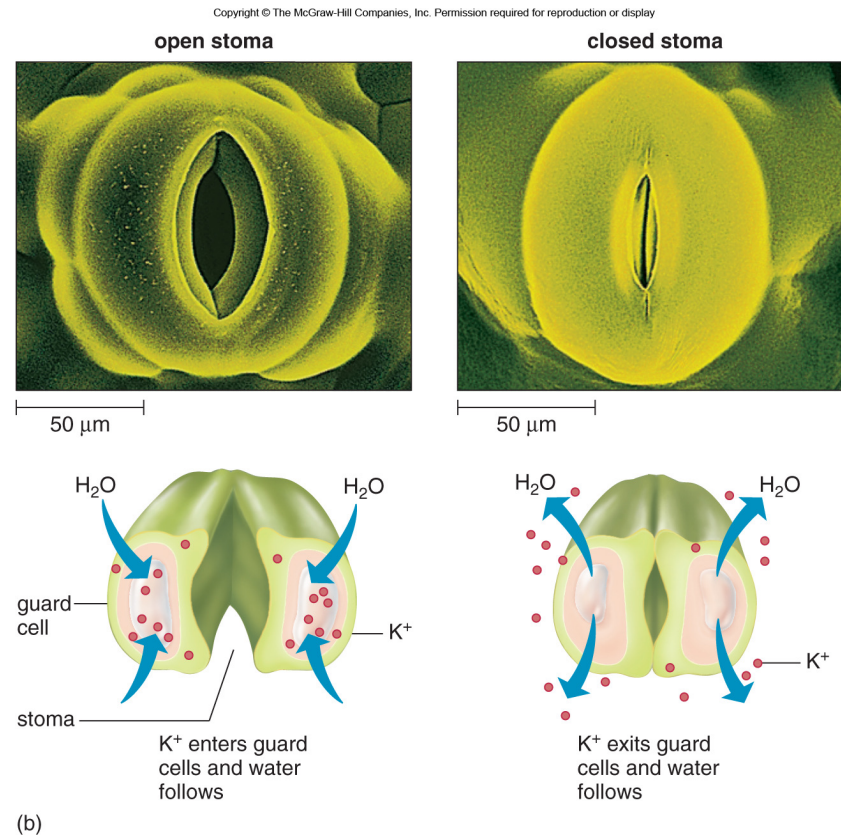 Copyright © The McGraw-Hill Companies, Inc. Permission required for reproduction or display
open stoma
closed stoma
50 μm
50 μm
H₂O
H₂O
H₂O
H₂O
guard
cell
K⁺
K⁺
stoma
K⁺ enters guard
cells and water
follows
K⁺ exits guard
cells and water
follows
(b)